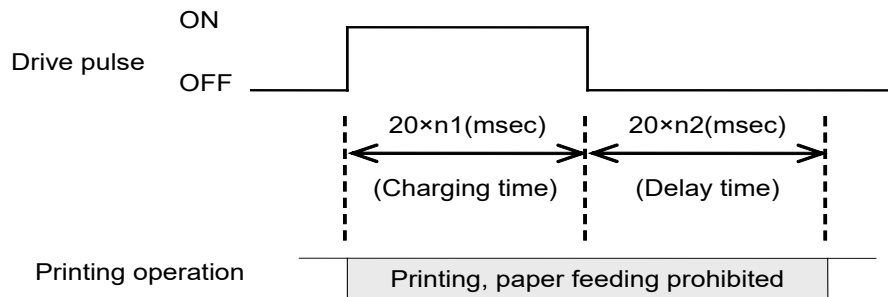 ON
Drive pulse
OFF
20×n1(msec) 20×n2(msec)
(Charging time) (Delay time)
Printing operation Printing, paper feeding prohibited